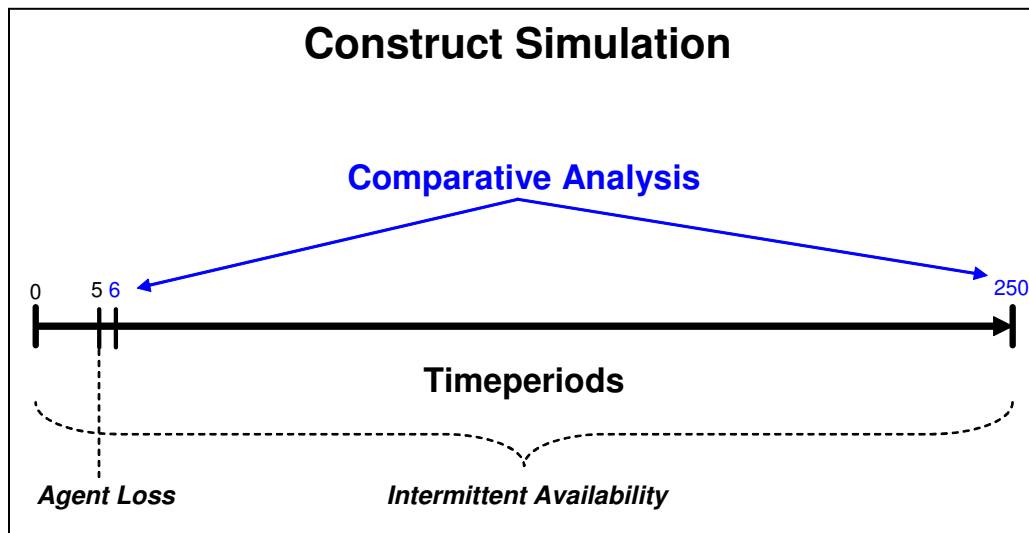 Construct Simulation
Comparative Analysis
0 5 6 250
Timeperiods
Agent Loss Intermittent Availability